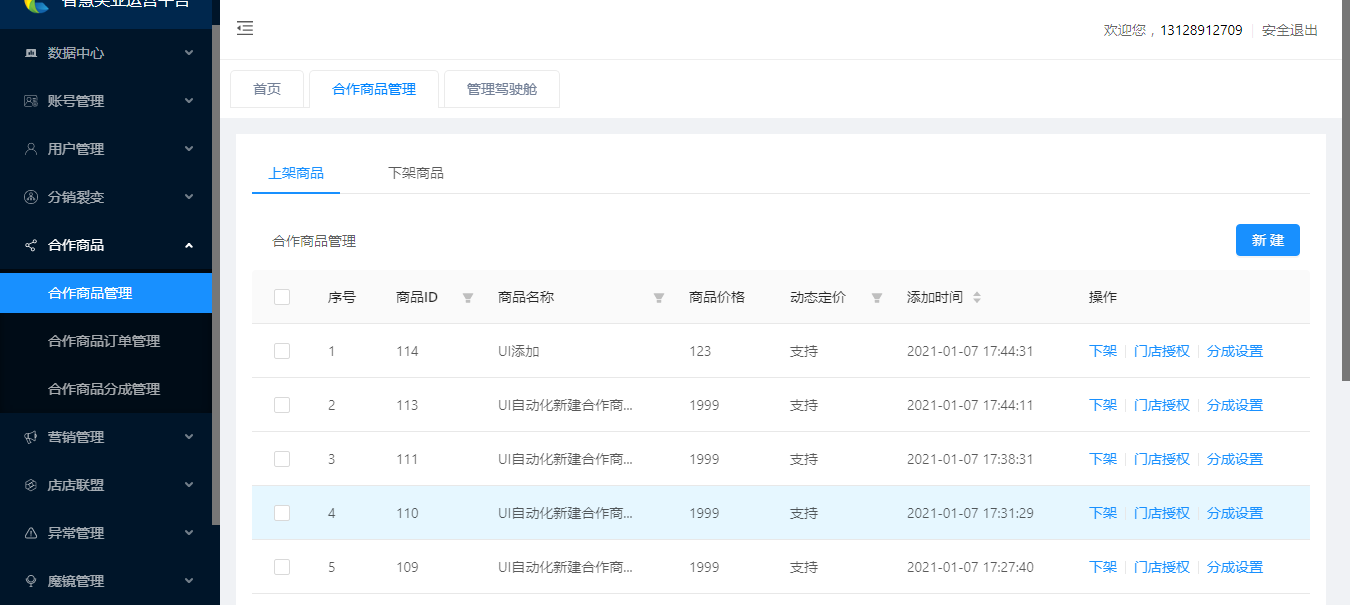 智慧美业运营平台
数据中心
账号管理
用户管理
分销裂变
合作商品
合作商品管理
合作商品订单管理
合作商品分成管理
营销管理
店店联盟
异常管理
魔镜管理
欢迎您，13128912709 安全退出
首页 合作商品管理 管理驾驶舱
上架商品 下架商品
合作商品管理 新 建
序号 商品ID 商品名称 商品价格 动态定价 添加时间 操作
1 114 UI添加 123 支持 2021-01-07 17:44:31 下架 门店授权 分成设置
2 113 UI自动化新建合作商... 1999 支持 2021-01-07 17:44:11 下架 门店授权 分成设置
3 111 UI自动化新建合作商... 1999 支持 2021-01-07 17:38:31 下架 门店授权 分成设置
4 110 UI自动化新建合作商... 1999 支持 2021-01-07 17:31:29 下架 门店授权 分成设置
5 109 UI自动化新建合作商... 1999 支持 2021-01-07 17:27:40 下架 门店授权 分成设置